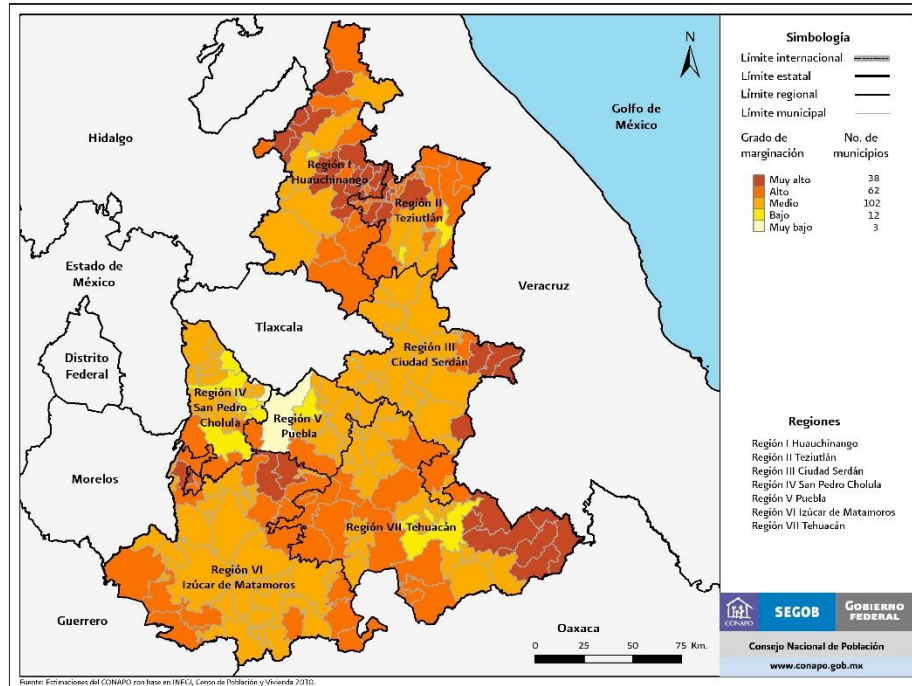 N
Golfo de
México
Hidalgo
Región I
Huauchinango
Región II
Teziutlán
Estado de
México
Veracruz
Tlaxcala
Distrito
Federal
Región III
Ciudad Serdán
Región IV
San Pedro
Cholula
Región V
Puebla
Morelos
Región VII Tehuacán
Región VI
Izúcar de Matamoros
Guerrero
Oaxaca
0 25 50 75 Km.
Simbología
Límite internacional
Límite estatal
Límite regional
Límite municipal
Grado de marginación No. de municipios
Muy alto 38
Alto 62
Medio 102
Bajo 12
Muy bajo 3
Regiones
Región I Huauchinango
Región II Teziutlán
Región III Ciudad Serdán
Región IV San Pedro Cholula
Región V Puebla
Región VI Izúcar de Matamoros
Región VII Tehuacán
CONAPO
SEGOB
GOBIERNO
FEDERAL
Consejo Nacional de Población
www.conapo.gob.mx
Fuente: Estimaciones del CONAPO con base en INEGI, Censo de Población y Vivienda 2010.